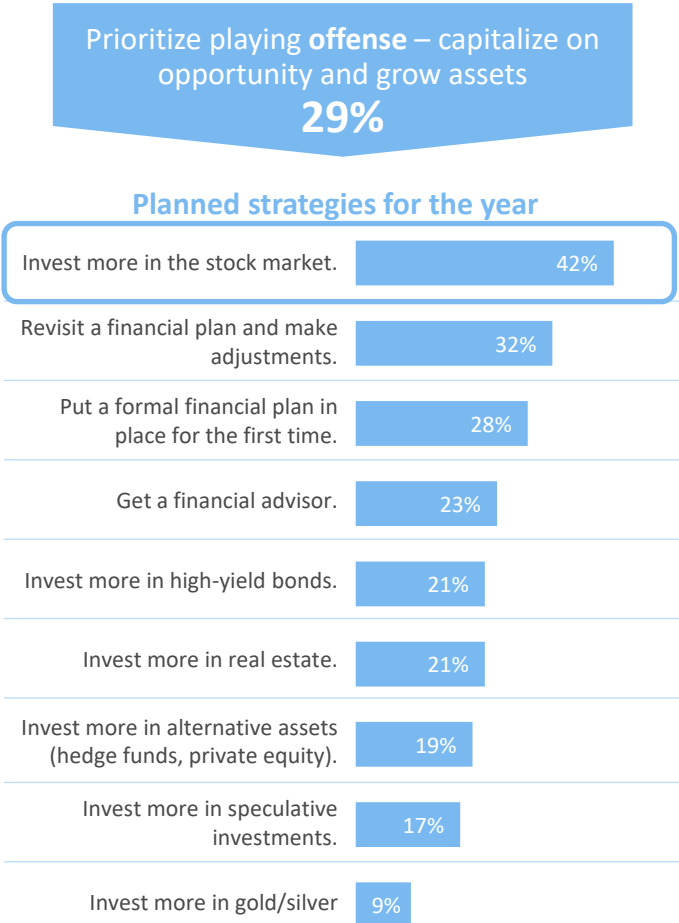 Prioritize playing offense – capitalize on
opportunity and grow assets
29%
Planned strategies for the year
Invest more in the stock market.
42%
Revisit a financial plan and make
adjustments.
32%
Put a formal financial plan in
place for the first time.
28%
Get a financial advisor.
23%
Invest more in high-yield bonds.
21%
Invest more in real estate.
21%
Invest more in alternative assets
(hedge funds, private equity).
19%
Invest more in speculative
investments.
17%
Invest more in gold/silver
9%